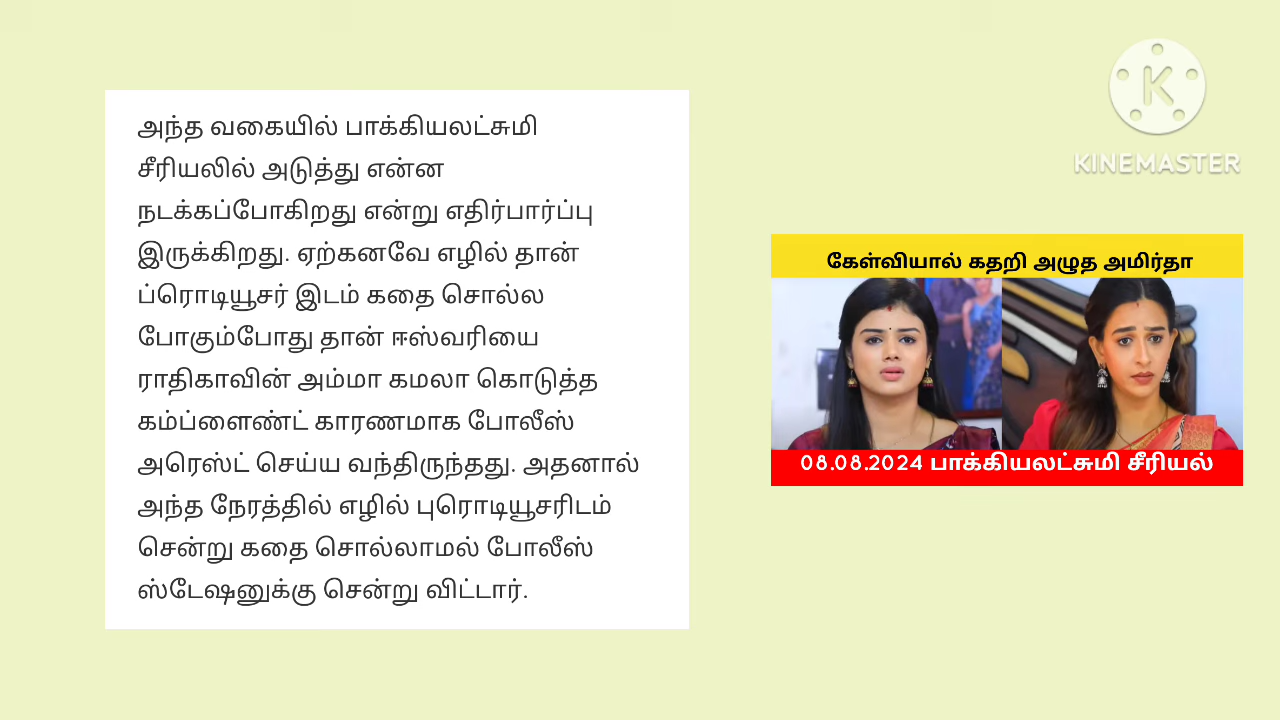 அந்த வகையில் பாக்கியலட்சுமி
சீரியலில் அடுத்து என்ன
நடக்கப்போகிறது என்று எதிர்பார்ப்பு
இருக்கிறது. ஏற்கனவே எழில் தான்
ப்ரொடியூசர் இடம் கதை சொல்ல
போகும்போது தான் ஈஸ்வரியை
ராதிகாவின் அம்மா கமலா கொடுத்த
கம்ப்ளைண்ட் காரணமாக போலீஸ்
அரெஸ்ட் செய்ய வந்திருந்தது. அதனால்
அந்த நேரத்தில் எழில் புரொடியூசரிடம்
சென்று கதை சொல்லாமல் போலீஸ்
ஸ்டேஷனுக்கு சென்று விட்டார்.
KINEMASTER
கேள்வியால் கதறி அழுத அமிர்தா
08.08.2024 பாக்கியலட்சுமி சீரியல்